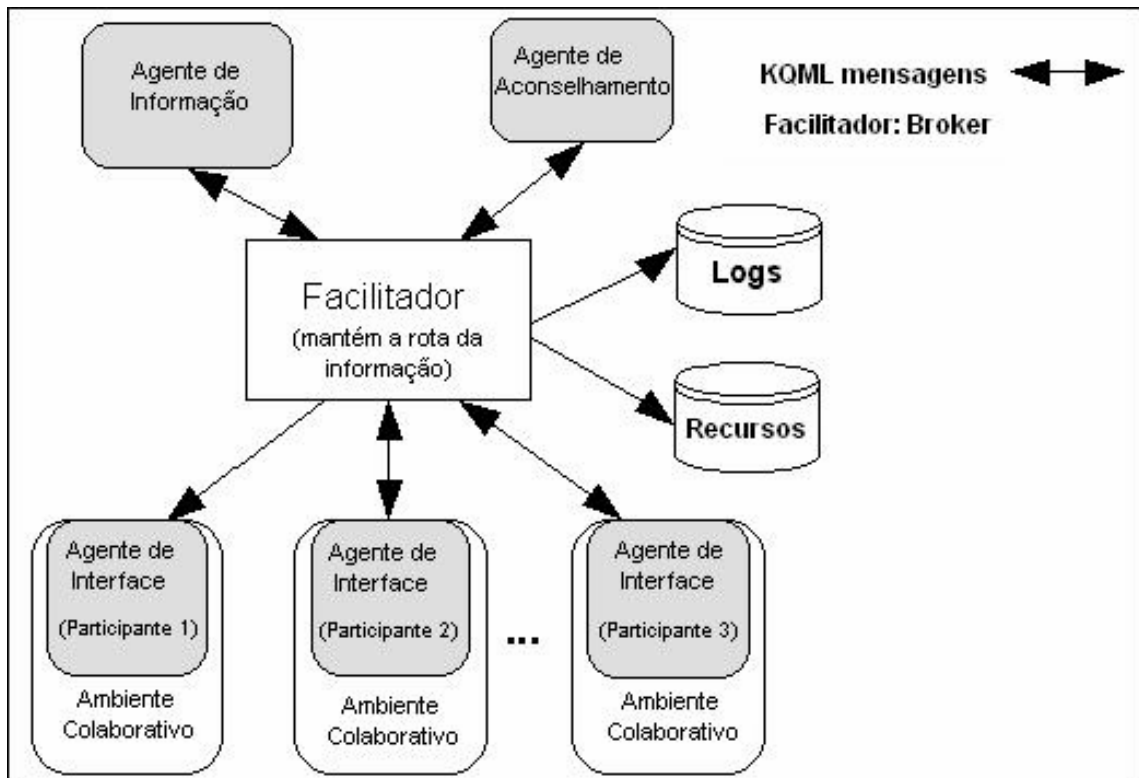 Agente de
Informação
Agente de
Aconselhamento
KQML mensagens
Facilitador: Broker
Facilitador
(mantém a rota da
informação)
Logs
Recursos
Agente de
Interface
(Participante 1)
Ambiente
Colaborativo
Agente de
Interface
(Participante 2)
Ambiente
Colaborativo
...
Agente de
Interface
(Participante 3)
Ambiente
Colaborativo